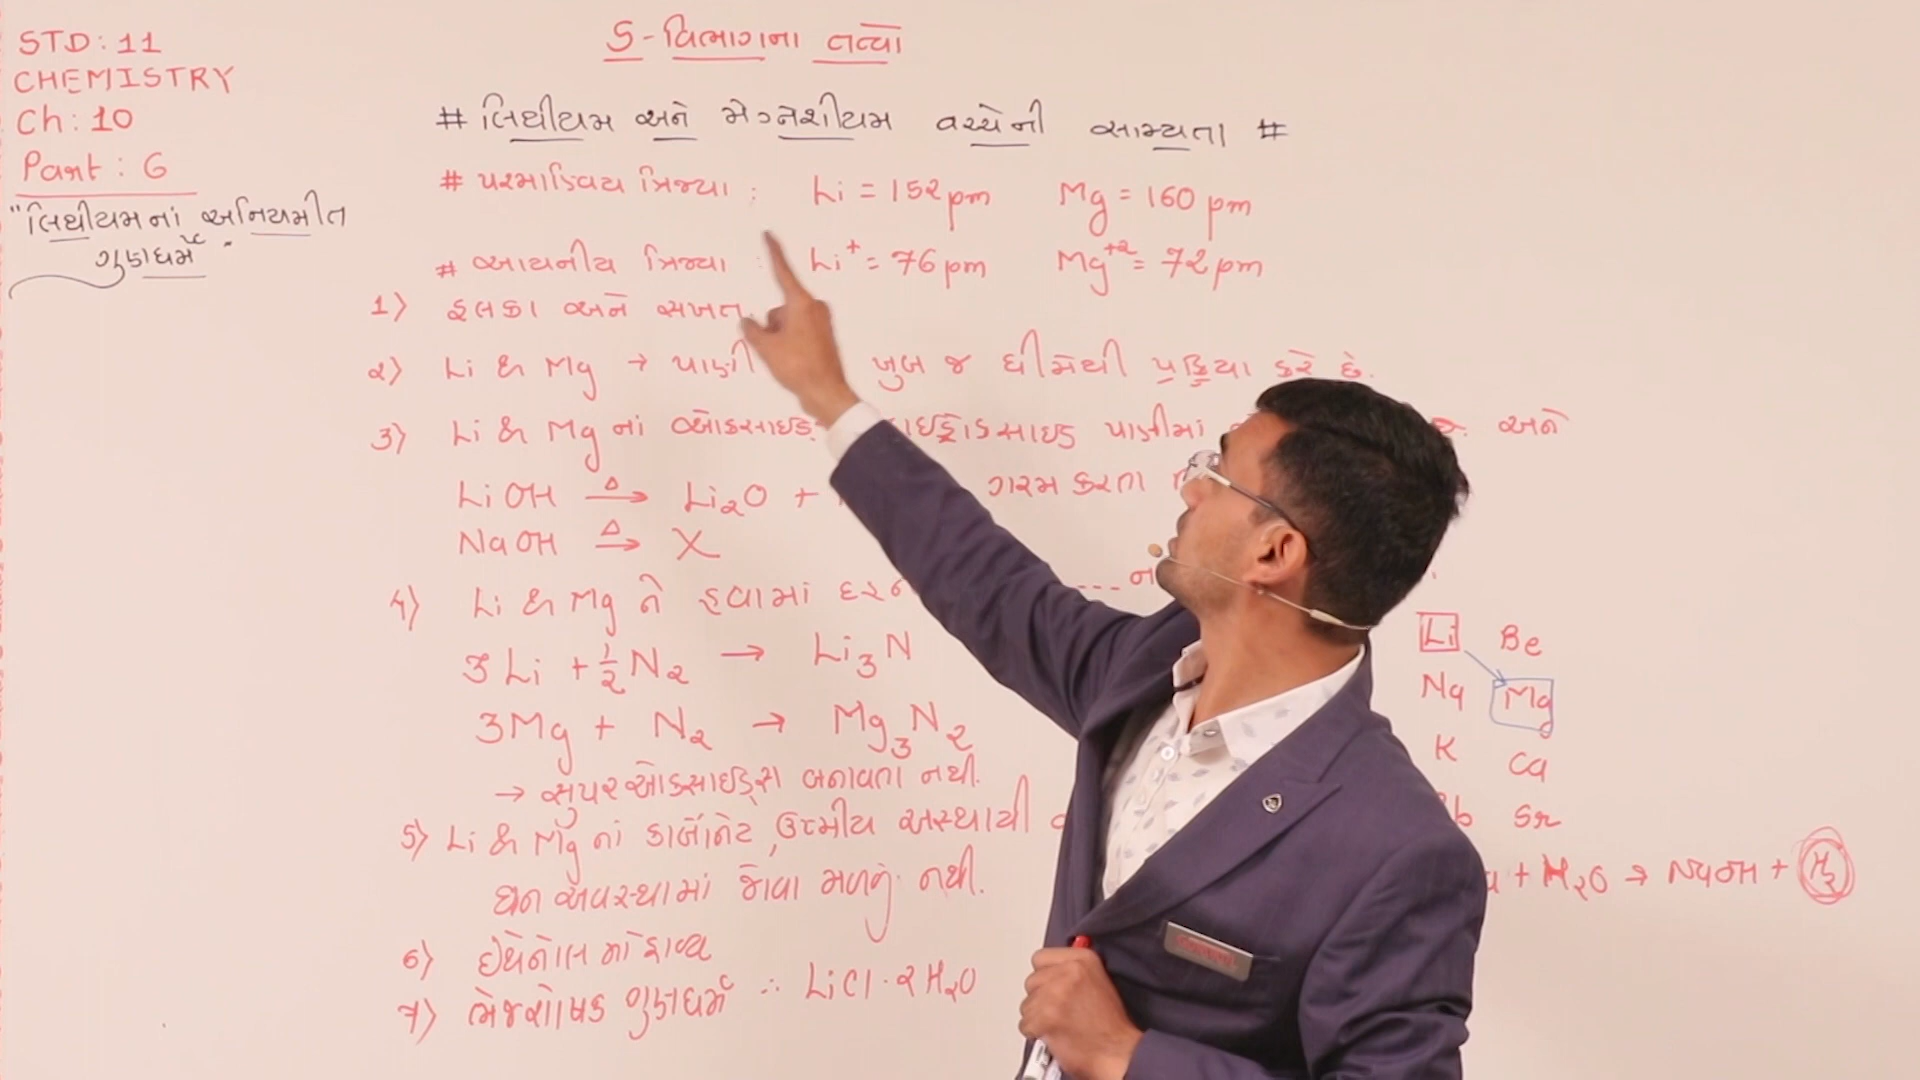 STD: 11
CHEMISTRY
Ch: 10
Part: 6
"લિથીયમનાં અનિયમીત
ગુણધર્મ"
S-વિભાગના તત્વો
# લિથીયમ અને મેગ્નેશીયમ વચ્ચેની સામ્યતા #
# પરમાણ્વિય ત્રિજ્યા : Li = 152 pm Mg = 160 pm
# આયનીય ત્રિજ્યા : Li⁺ = 76 pm Mg⁺² = 72 pm
1) હલકા અને સખત
2) Li & Mg → પાણી ખુબ જ ધીમેથી પ્રક્રિયા કરે છે.
3) Li & Mg નાં ઓક્સાઇડ પાણીમાં અને
LiOH △→ Li₂O + ગરમ કરતા
NaOH △→ X
4) Li & Mg ને હવામાં
3Li + ½N₂ → Li₃N
3Mg + N₂ → Mg₃N₂
→ સુપર ઓક્સાઇડ્સ બનાવતા નથી.
5) Li & Mg નાં કાર્બોનેટ, ઉષ્મીય અસ્થાયી
ઘન અવસ્થામાં જોવા મળતું નથી.
6) ઇથેનોલ માં દ્રાવ્ય
7) ભેજશોષક ગુણધર્મ ∴ LiCl·2H₂O
Li Be
Na Mg
K Ca
b Sr
+ H₂O → NaOH + H₂